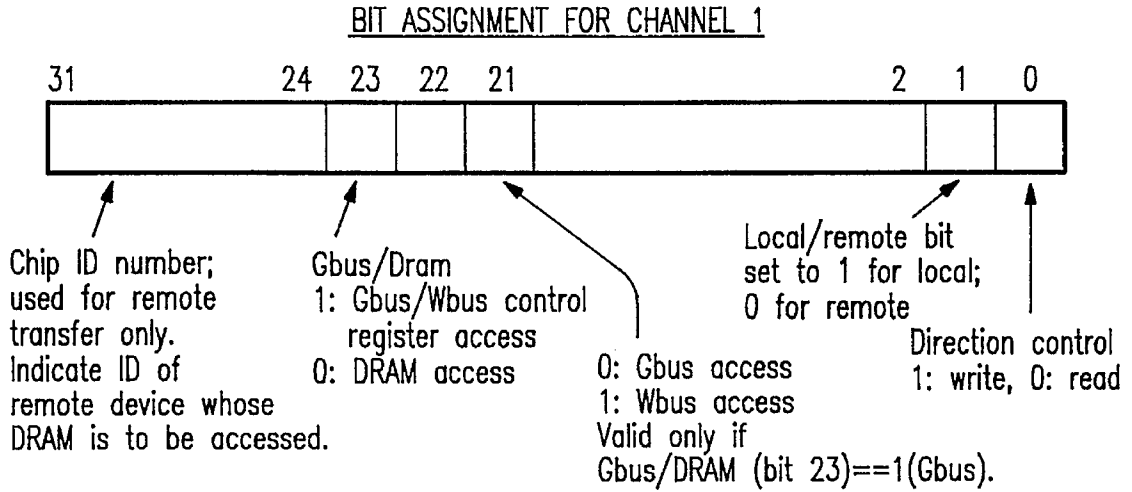 BIT ASSIGNMENT FOR CHANNEL 1
31 24 23 22 21 2 1 0
Chip ID number;
used for remote
transfer only.
Indicate ID of
remote device whose
DRAM is to be accessed.
Gbus/Dram
1: Gbus/Wbus control
register access
0: DRAM access
0: Gbus access
1: Wbus access
Valid only if
Gbus/DRAM (bit 23)==1(Gbus).
Local/remote bit
set to 1 for local;
0 for remote
Direction control
1: write, 0: read